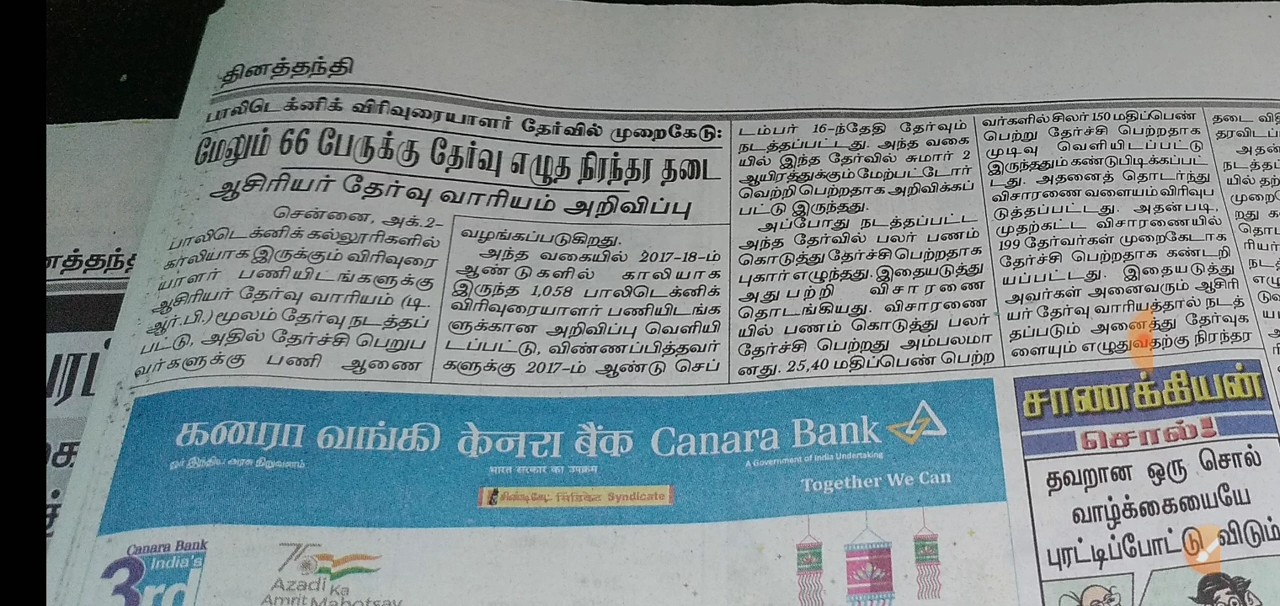 தினத்தந்தி
பாலிடெக்னிக் விரிவுரையாளர் தேர்வில் முறைகேடு:
மேலும் 66 பேருக்கு தேர்வு எழுத நிரந்தர தடை
ஆசிரியர் தேர்வு வாரியம் அறிவிப்பு
சென்னை, அக்.2-
பாலிடெக்னிக் கல்லூரிகளில்
காலியாக இருக்கும் விரிவுரை
யாளர் பணியிடங்களுக்கு
ஆசிரியர் தேர்வு வாரியம் (டி.
ஆர்.பி.) மூலம் தேர்வு நடத்தப்
பட்டு, அதில் தேர்ச்சி பெறுப
வர்களுக்கு பணி ஆணை
வழங்கப்படுகிறது.
அந்த வகையில் 2017-18-ம்
ஆண்டுகளில் காலியாக
இருந்த 1,058 பாலிடெக்னிக்
விரிவுரையாளர் பணியிடங்க
ளுக்கான அறிவிப்பு வெளியி
டப்பட்டு, விண்ணப்பித்தவர்
களுக்கு 2017-ம் ஆண்டு செப்
டம்பர் 16-ந்தேதி தேர்வும்
நடத்தப்பட்டது. அந்த வகை
யில் இந்த தேர்வில் சுமார் 2
ஆயிரத்துக்கும் மேற்பட்டோர்
வெற்றி பெற்றதாக அறிவிக்கப்
பட்டு இருந்தது.
அப்போது நடத்தப்பட்ட
அந்த தேர்வில் பலர் பணம்
கொடுத்து தேர்ச்சி பெற்றதாக
புகார் எழுந்தது. இதையடுத்து
அதுபற்றி விசாரணை
தொடங்கியது. விசாரணை
யில் பணம் கொடுத்து பலர்
தேர்ச்சி பெற்றது அம்பலமா
னது. 25,40 மதிப்பெண் பெற்ற
வர்களில் சிலர் 150 மதிப்பெண்
பெற்று தேர்ச்சி பெற்றதாக
முடிவு வெளியிடப்பட்டு
இருந்ததும் கண்டுபிடிக்கப்பட்
டது. அதனைத் தொடர்ந்து
விசாரணை வளையம் விரிவுப
டுத்தப்பட்டது. அதன்படி,
முதற்கட்ட விசாரணையில்
199 தேர்வர்கள் முறைகேடாக
தேர்ச்சி பெற்றதாக கண்டறி
யப்பட்டது. இதையடுத்து
அவர்கள் அனைவரும் ஆசிரி
யர் தேர்வு வாரியத்தால் நடத்
தப்படும் அனைத்து தேர்வுக
ளையும் எழுதுவதற்கு நிரந்தர
கனரா வங்கி केनरा बैंक Canara Bank
ஓர் இந்திய அரசு நிறுவனம் भारत सरकार का उपक्रम A Government of India Undertaking
சிண்டிகேட் सिंडिकेट Syndicate
Together We Can
Canara Bank
India's
3rd
75
Azadi Ka
Amrit Mahotsav
சாணக்கியன்
சொல்!
தவறான ஒரு சொல்
வாழ்க்கையையே
புரட்டிப்போட்டு விடும்